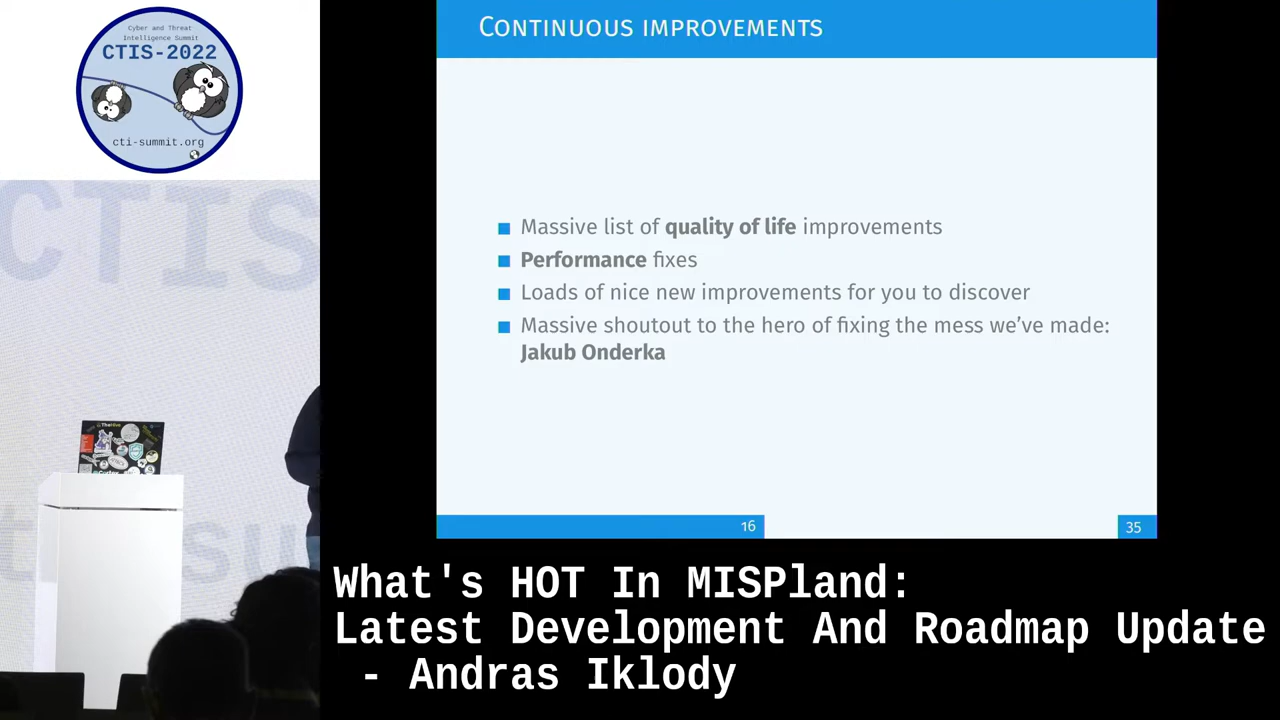 Cyber and Threat
Intelligence Summit
CTIS-2022
cti-summit.org
CONTINUOUS IMPROVEMENTS
Massive list of quality of life improvements
Performance fixes
Loads of nice new improvements for you to discover
Massive shoutout to the hero of fixing the mess we've made:
Jakub Onderka
16
35
CTIS
su
TheHive
What's HOT In MISPland:
Latest Development And Roadmap Update
- Andras Iklody